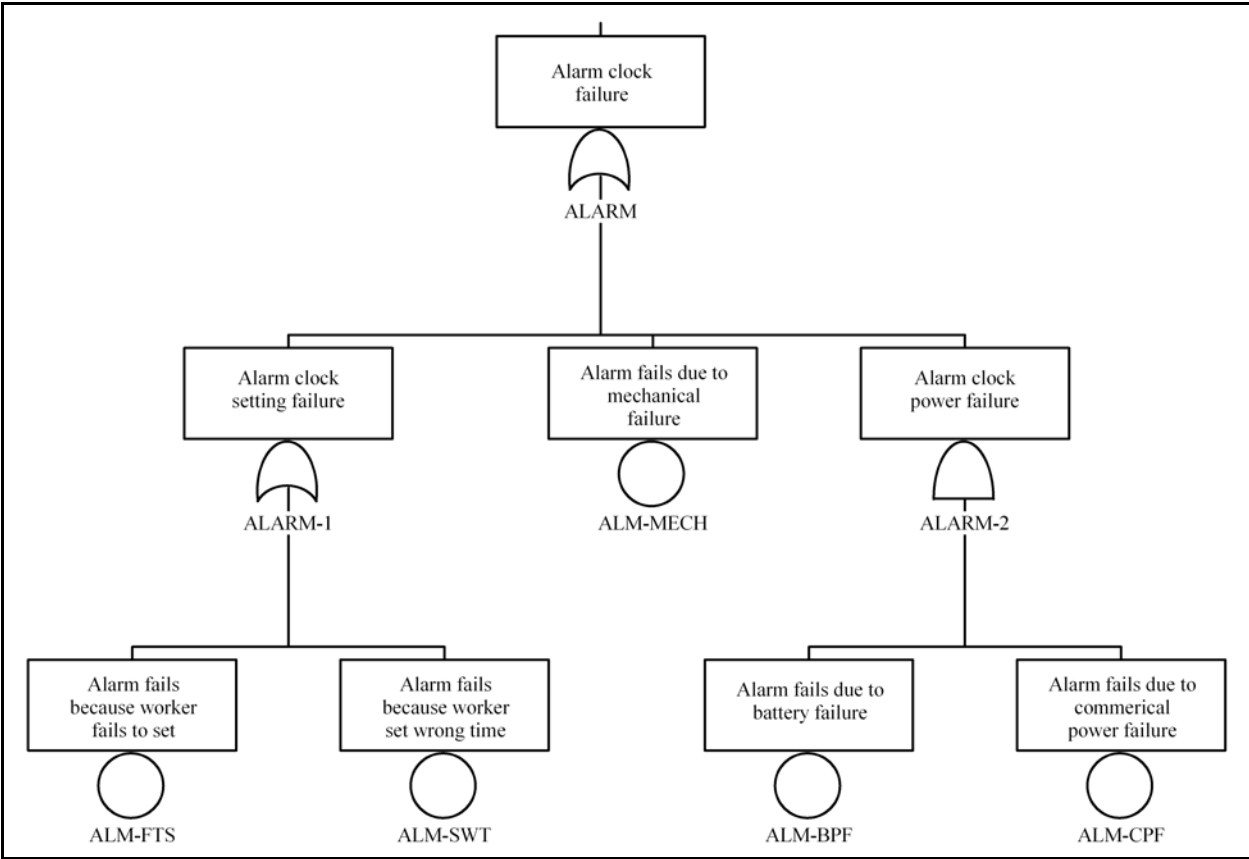 Alarm clock
failure
ALARM
Alarm clock
setting failure
ALARM-1
Alarm fails due to
mechanical
failure
ALM-MECH
Alarm clock
power failure
ALARM-2
Alarm fails
because worker
fails to set
ALM-FTS
Alarm fails
because worker
set wrong time
ALM-SWT
Alarm fails due to
battery failure
ALM-BPF
Alarm fails due to
commerical
power failure
ALM-CPF